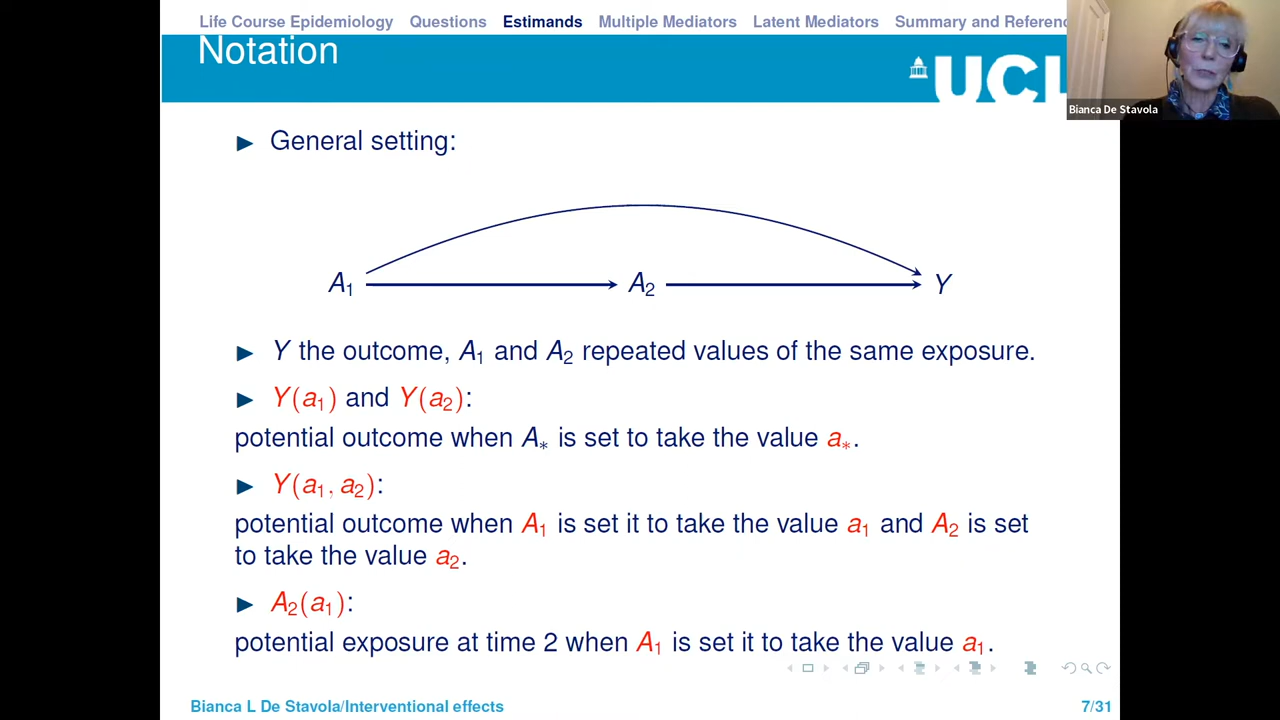 Life Course Epidemiology Questions Estimands Multiple Mediators Latent Mediators Summary and Referenc
Notation
UCL
Bianca De Stavola
► General setting:
A₁ A₂ Y
► Y the outcome, A₁ and A₂ repeated values of the same exposure.
► Y(a₁) and Y(a₂):
potential outcome when A∗ is set to take the value a∗.
► Y(a₁, a₂):
potential outcome when A₁ is set it to take the value a₁ and A₂ is set
to take the value a₂.
► A₂(a₁):
potential exposure at time 2 when A₁ is set it to take the value a₁.
Bianca L De Stavola/Interventional effects 7/31